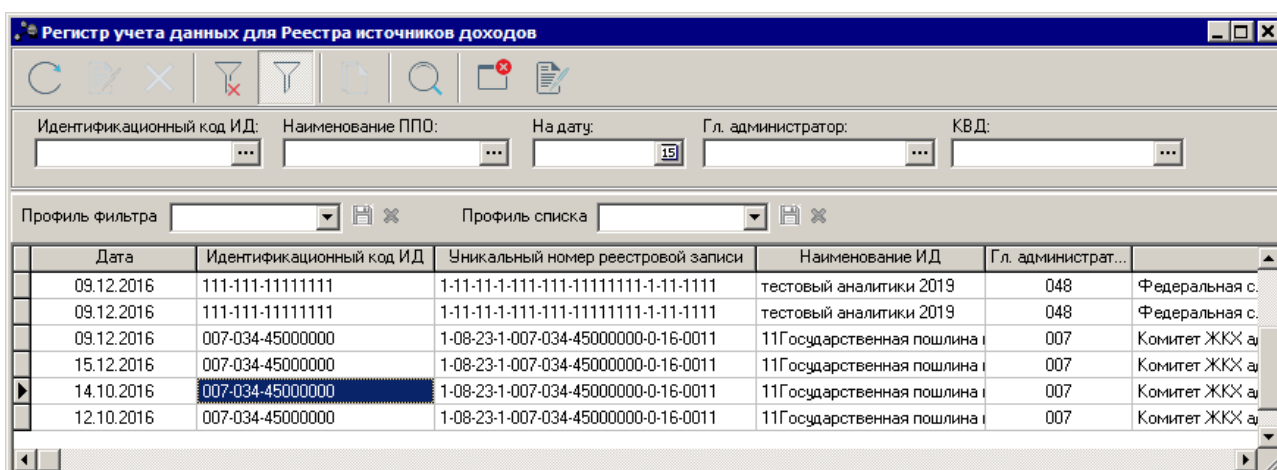 Регистр учета данных для Реестра источников доходов
Идентификационный код ИД: Наименование ППО: На дату: Гл. администратор: КВД:
15
Профиль фильтра Профиль списка
Дата Идентификационный код ИД Уникальный номер реестровой записи Наименование ИД Гл. администрат...
09.12.2016 111-111-11111111 1-11-11-1-111-111-11111111-1-11-1111 тестовый аналитики 2019 048 Федеральная с
09.12.2016 111-111-11111111 1-11-11-1-111-111-11111111-1-11-1111 тестовый аналитики 2019 048 Федеральная с
09.12.2016 007-034-45000000 1-08-23-1-007-034-45000000-0-16-0011 11Государственная пошлина 007 Комитет ЖКХ а
15.12.2016 007-034-45000000 1-08-23-1-007-034-45000000-0-16-0011 11Государственная пошлина 007 Комитет ЖКХ а
14.10.2016 007-034-45000000 1-08-23-1-007-034-45000000-0-16-0011 11Государственная пошлина 007 Комитет ЖКХ а
12.10.2016 007-034-45000000 1-08-23-1-007-034-45000000-0-16-0011 11Государственная пошлина 007 Комитет ЖКХ а